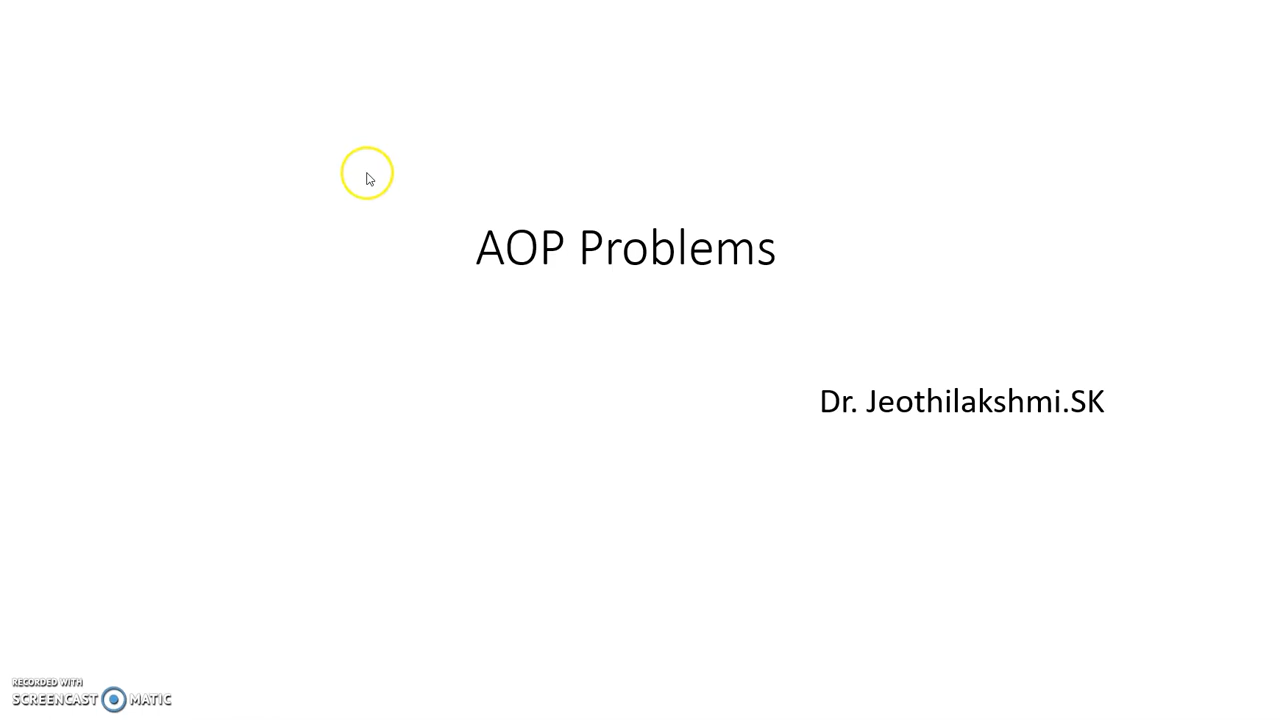 AOP Problems
Dr. Jeothilakshmi.SK
RECORDED WITH
SCREENCAST MATIC